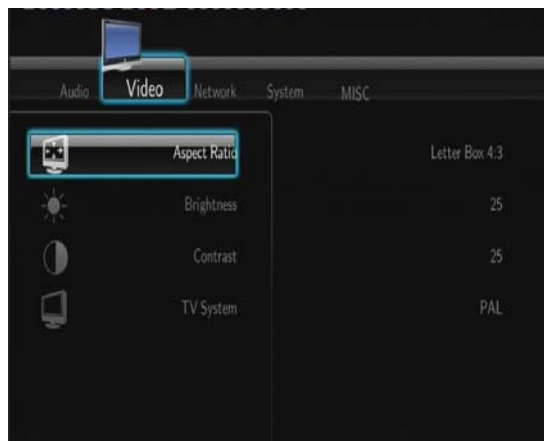 Audio Video Network System MISC
Aspect Ratio Letter Box 4:3
Brightness 25
Contrast 25
TV System PAL